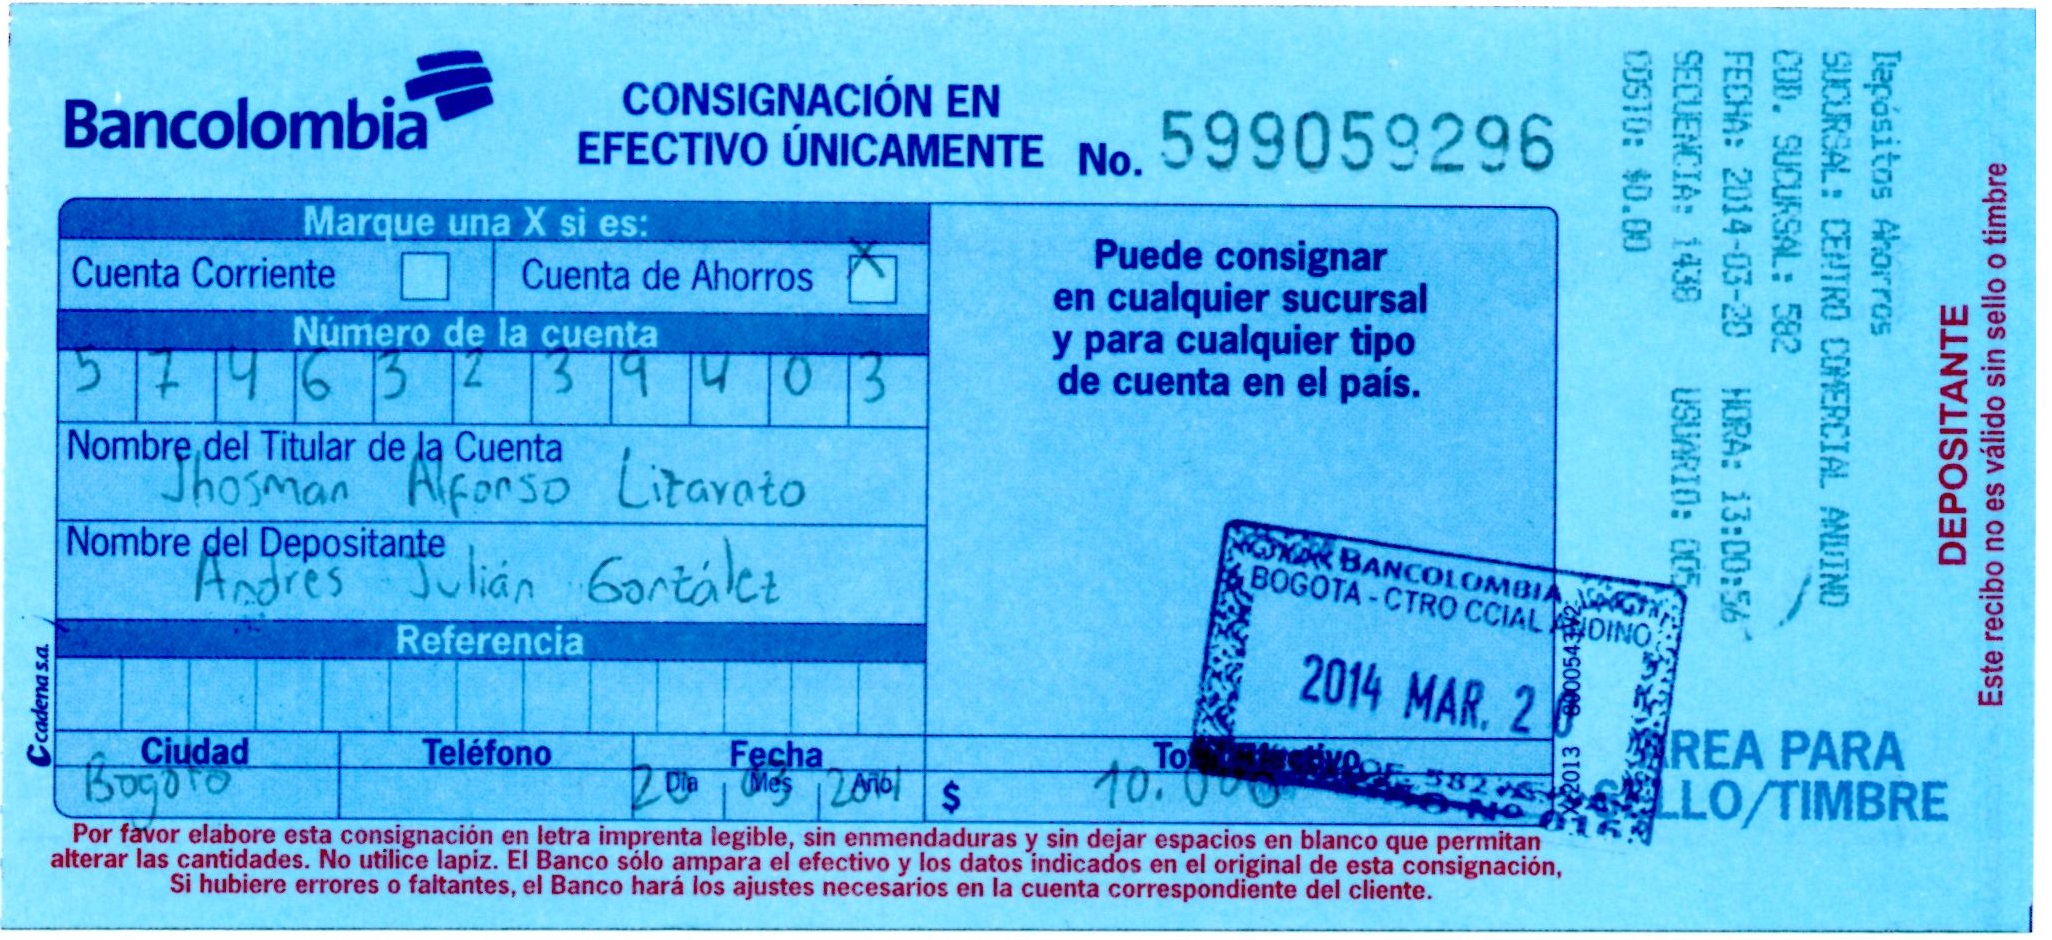 Bancolombia
CONSIGNACIÓN EN
EFECTIVO ÚNICAMENTE No. 599059296
Marque una X si es:
Cuenta Corriente Cuenta de Ahorros X
Número de la cuenta
5 7 4 6 3 2 3 9 4 0 3
Nombre del Titular de la Cuenta
Jhosman Alfonso Lizarazo
Nombre del Depositante
Andres Julián González
Referencia
Ciudad Teléfono Fecha
Bogotá 20 Día 03 Mes Año
$ 10.000
Puede consignar
en cualquier sucursal
y para cualquier tipo
de cuenta en el país.
BANCOLOMBIA
BOGOTA - CTRO CCIAL ANDINO
2014 MAR. 20
AREA PARA
SELLO/TIMBRE
Por favor elabore esta consignación en letra imprenta legible, sin enmendaduras y sin dejar espacios en blanco que permitan
alterar las cantidades. No utilice lapiz. El Banco sólo ampara el efectivo y los datos indicados en el original de esta consignación,
Si hubiere errores o faltantes, el Banco hará los ajustes necesarios en la cuenta correspondiente del cliente.
cadena s.a.
Depósitos Ahorros
SUCURSAL: CENTRO COMERCIAL ANDINO
COD. SUCURSAL: 582
FECHA: 2014-03-20 HORA: 13:00:56
SECUENCIA: 1438 USUARIO: 005
COSTO: $0.00
DEPOSITANTE
Este recibo no es válido sin sello o timbre